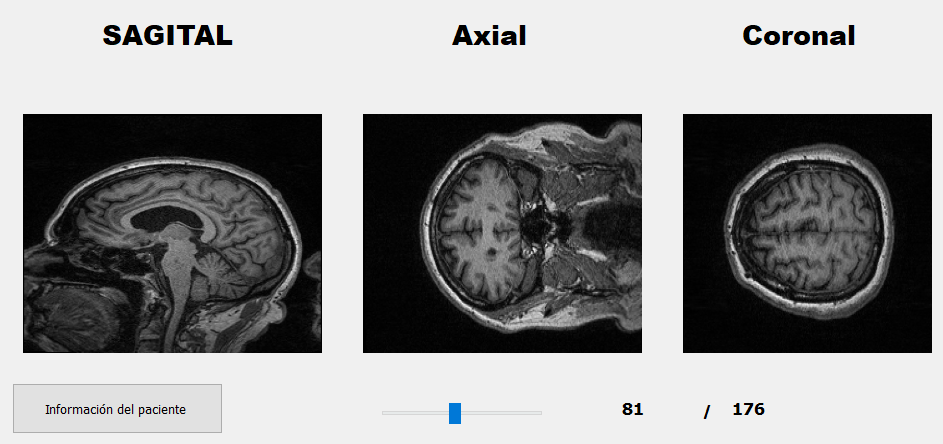 SAGITAL Axial Coronal
Información del paciente 81 / 176